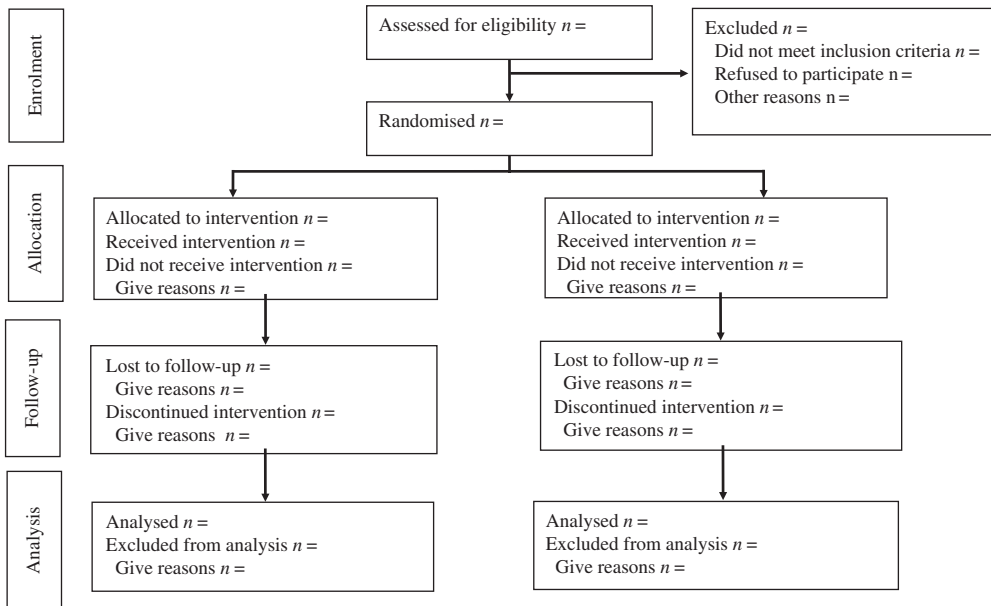 Enrolment
Assessed for eligibility n =
Excluded n =
Did not meet inclusion criteria n =
Refused to participate n =
Other reasons n =
Randomised n =
Allocation
Allocated to intervention n =
Received intervention n =
Did not receive intervention n =
Give reasons n =
Allocated to intervention n =
Received intervention n =
Did not receive intervention n =
Give reasons n =
Follow-up
Lost to follow-up n =
Give reasons n =
Discontinued intervention n =
Give reasons n =
Lost to follow-up n =
Give reasons n =
Discontinued intervention n =
Give reasons n =
Analysis
Analysed n =
Excluded from analysis n =
Give reasons n =
Analysed n =
Excluded from analysis n =
Give reasons n =